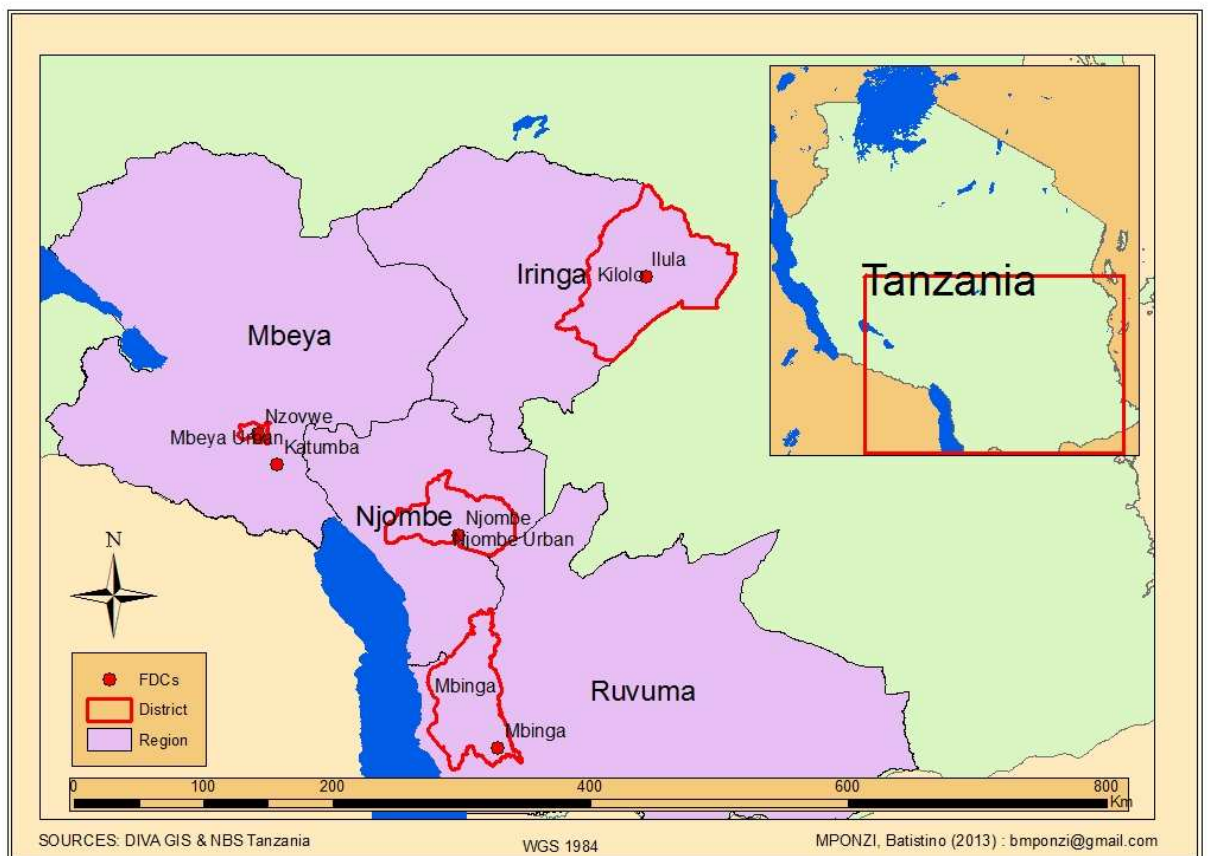 Tanzania
Iringa
Kilolo
Ilula
Mbeya
Nzovwe
Mbeya Urban
Katumba
Njombe
Njombe
Njombe Urban
N
Mbinga
Ruvuma
Mbinga
FDCs
District
Region
0 100 200 400 600 800
Km
SOURCES: DIVA GIS & NBS Tanzania
WGS 1984
MPONZI, Batistino (2013) : bmponzi@gmail.com